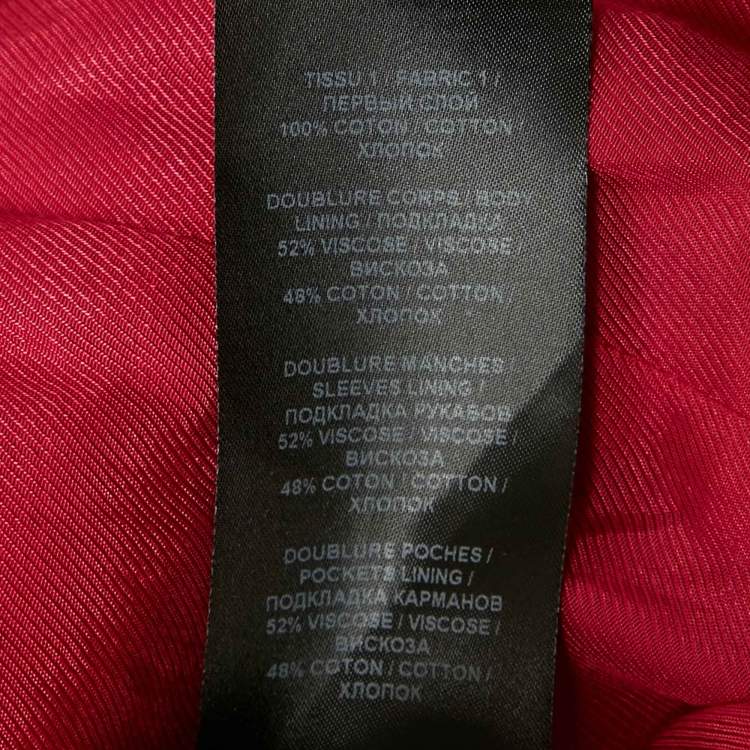 TISSU 1 / FABRIC 1 /
ПЕРВЫЙ СЛОЙ
100% COTON / COTTON /
ХЛОПОК
DOUBLURE CORPS / BODY
LINING / ПОДКЛАДКА
52% VISCOSE / VISCOSE /
ВИСКОЗА
48% COTON / COTTON /
ХЛОПОК
DOUBLURE MANCHES /
SLEEVES LINING /
ПОДКЛАДКА РУКАВОВ
52% VISCOSE / VISCOSE /
ВИСКОЗА
48% COTON / COTTON /
ХЛОПОК
DOUBLURE POCHES /
POCKETS LINING /
ПОДКЛАДКА КАРМАНОВ
52% VISCOSE / VISCOSE /
ВИСКОЗА
48% COTON / COTTON /
ХЛОПОК